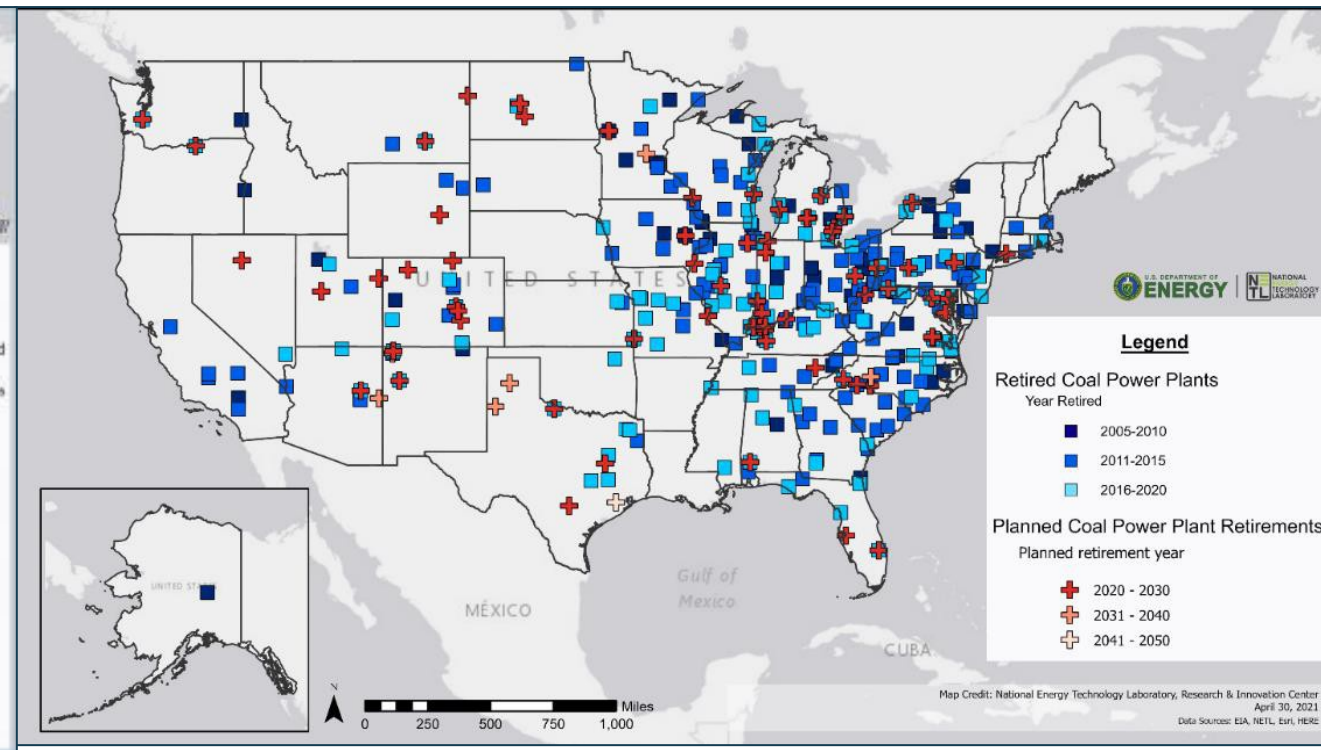 UNITED STATES
U.S. DEPARTMENT OF
ENERGY
NATIONAL
TECHNOLOGY
LABORATORY
Legend
Retired Coal Power Plants
Year Retired
2005-2010
2011-2015
2016-2020
Planned Coal Power Plant Retirements
Planned retirement year
2020 - 2030
2031 - 2040
2041 - 2050
Gulf of
Mexico
MÉXICO
CUBA
UNITED STATES
N
Miles
0 250 500 750 1,000
Map Credit: National Energy Technology Laboratory, Research & Innovation Center
April 30, 2021
Data Sources: EIA, NETL, Esri, HERE